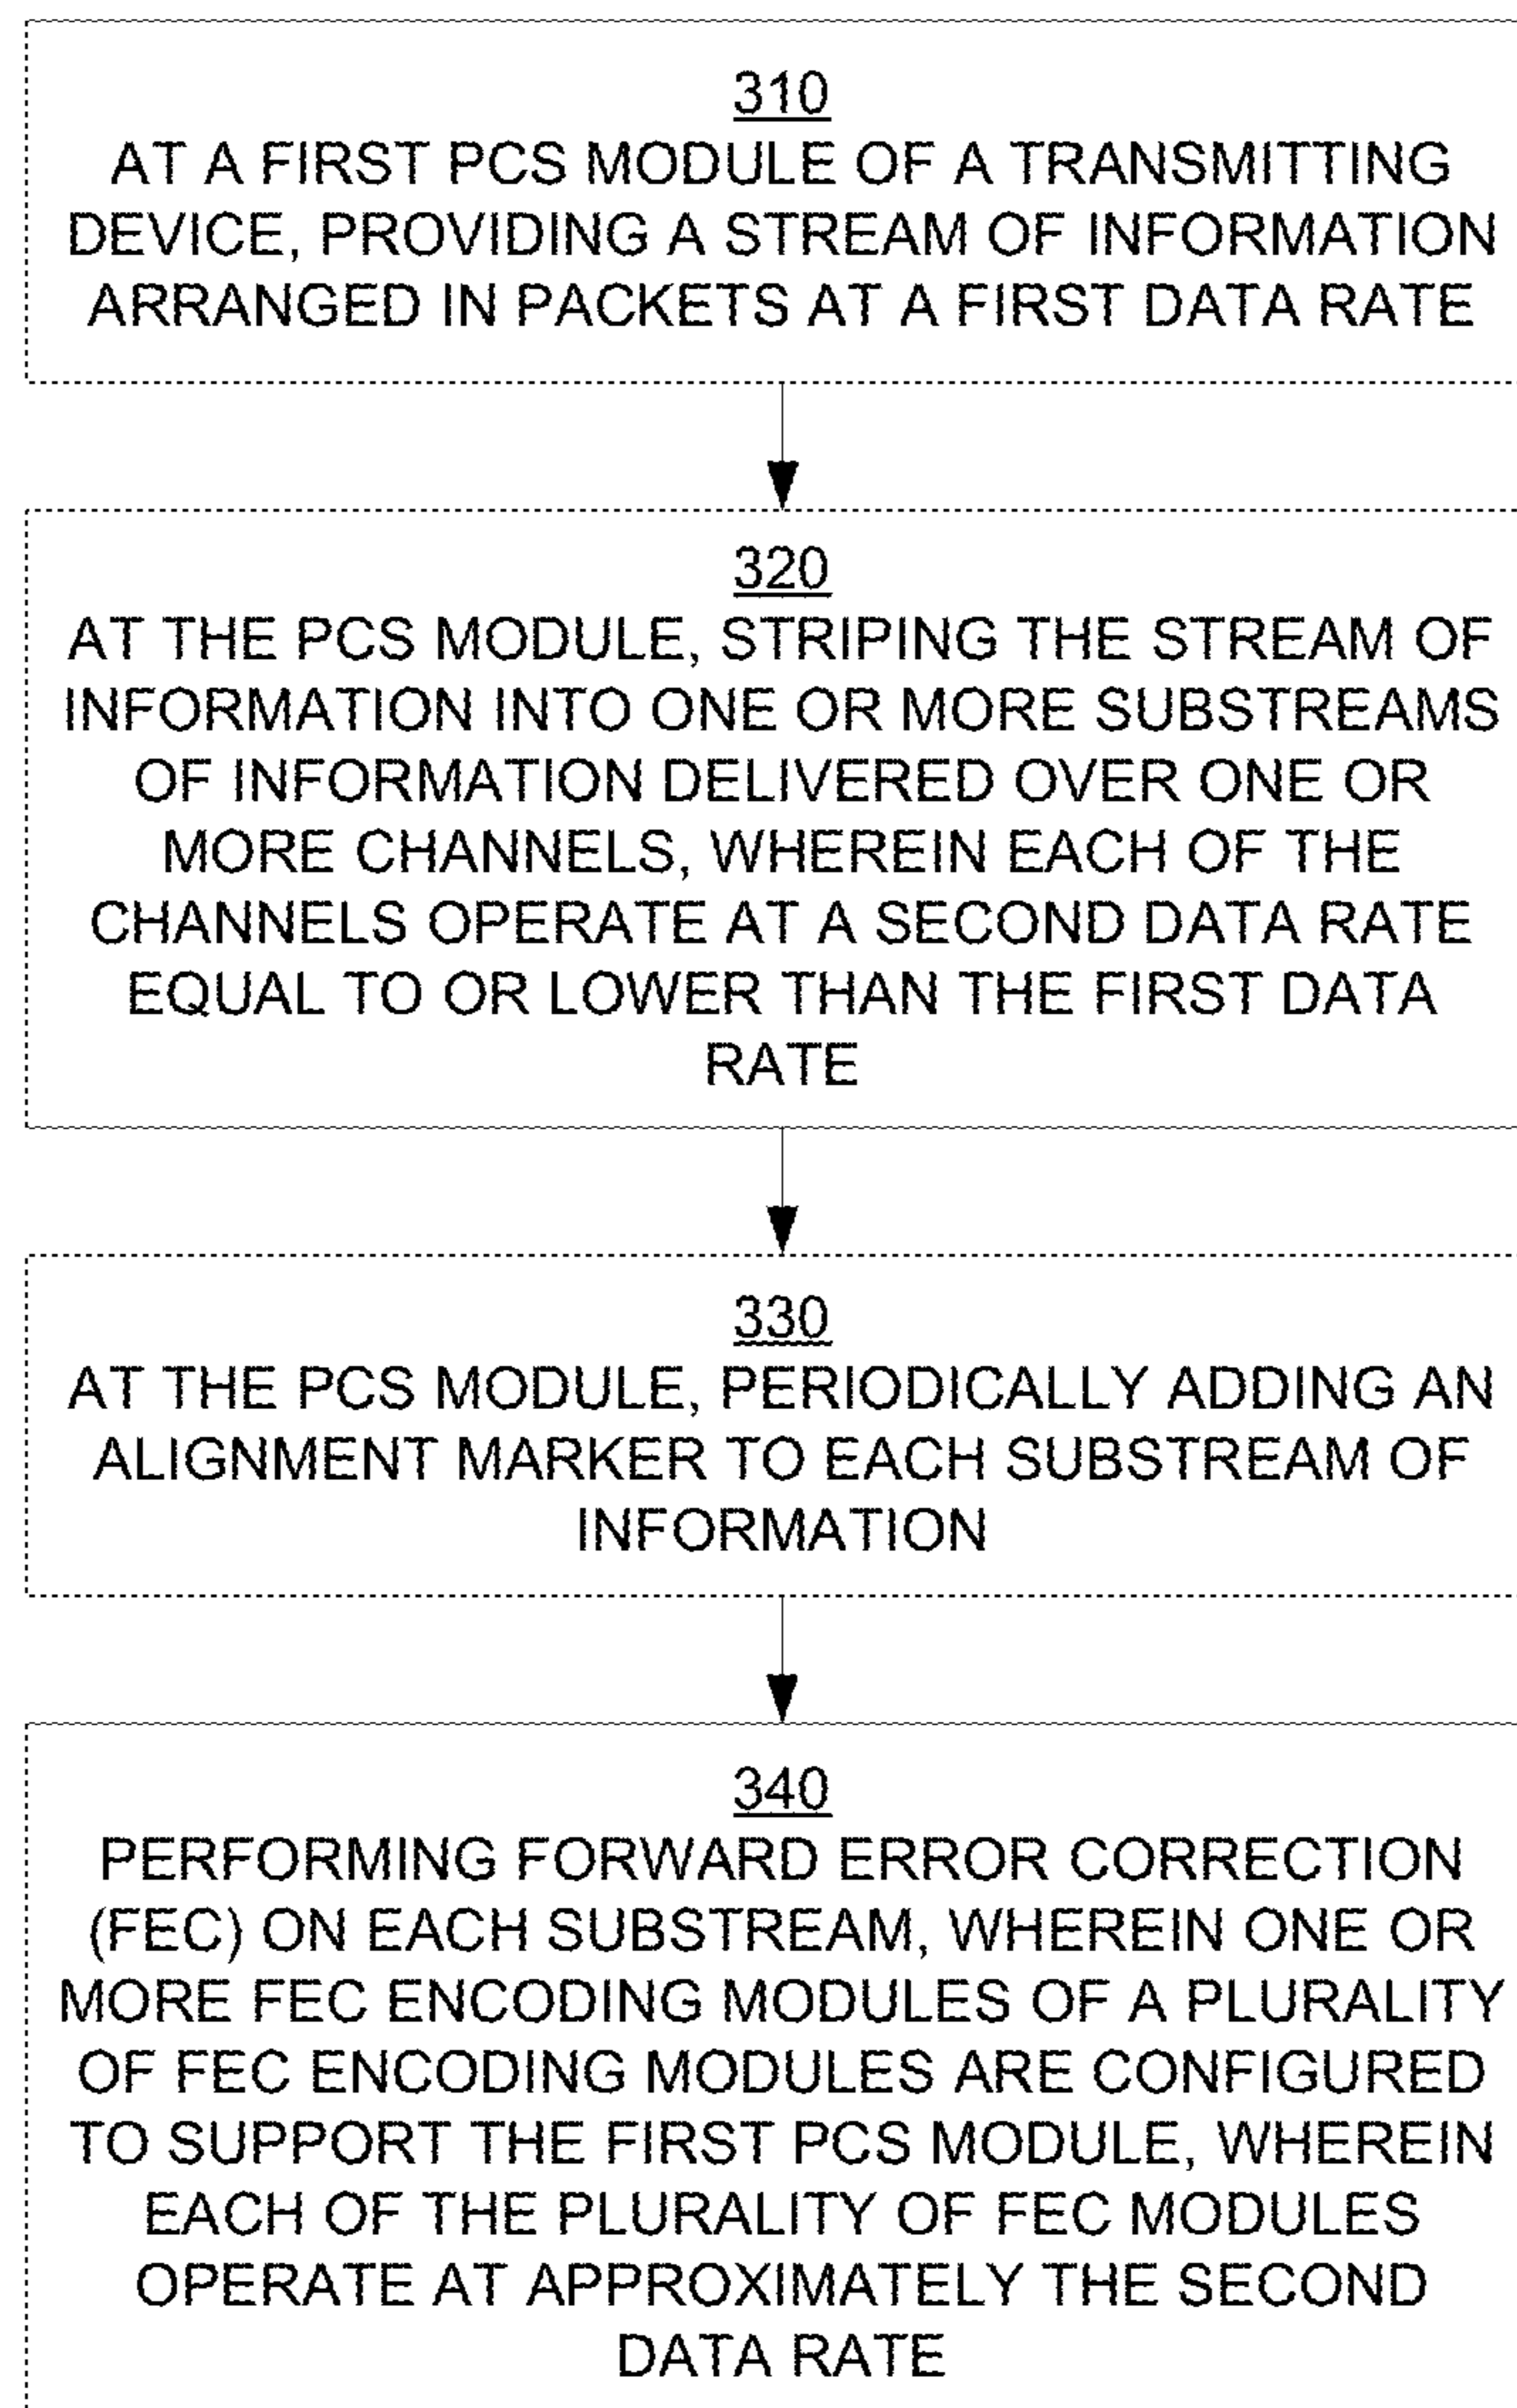 310
AT A FIRST PCS MODULE OF A TRANSMITTING
DEVICE, PROVIDING A STREAM OF INFORMATION
ARRANGED IN PACKETS AT A FIRST DATA RATE
320
AT THE PCS MODULE, STRIPING THE STREAM OF
INFORMATION INTO ONE OR MORE SUBSTREAMS
OF INFORMATION DELIVERED OVER ONE OR
MORE CHANNELS, WHEREIN EACH OF THE
CHANNELS OPERATE AT A SECOND DATA RATE
EQUAL TO OR LOWER THAN THE FIRST DATA
RATE
330
AT THE PCS MODULE, PERIODICALLY ADDING AN
ALIGNMENT MARKER TO EACH SUBSTREAM OF
INFORMATION
340
PERFORMING FORWARD ERROR CORRECTION
(FEC) ON EACH SUBSTREAM, WHEREIN ONE OR
MORE FEC ENCODING MODULES OF A PLURALITY
OF FEC ENCODING MODULES ARE CONFIGURED
TO SUPPORT THE FIRST PCS MODULE, WHEREIN
EACH OF THE PLURALITY OF FEC MODULES
OPERATE AT APPROXIMATELY THE SECOND
DATA RATE